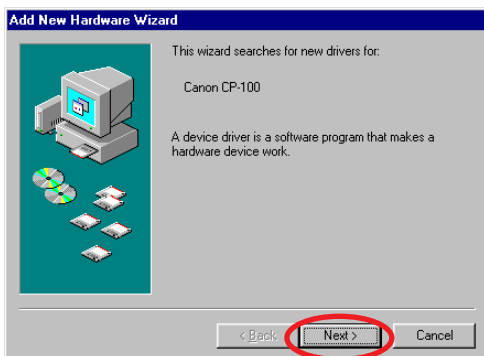 Add New Hardware Wizard
This wizard searches for new drivers for:
Canon CP-100
A device driver is a software program that makes a
hardware device work.
< Back
Next >
Cancel